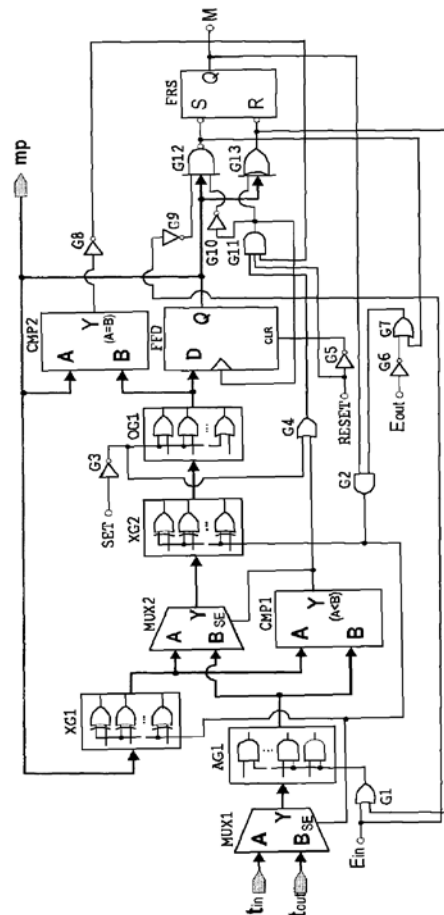 mp
XG1
MUX2
A
Y
B
SE
XG2
SET
G3
OG1
CMP2
A
Y
(A=B)
B
G8
FFD
D
Q
CLR
G9
G12
FRS
S
Q
R
M
G10
G11
G13
MUX1
tin
A
Y
tout
B
SE
AG1
Ein
G1
CMP1
A
Y
(A<B)
B
G4
G5
RESET
G2
Eout
G6
G7